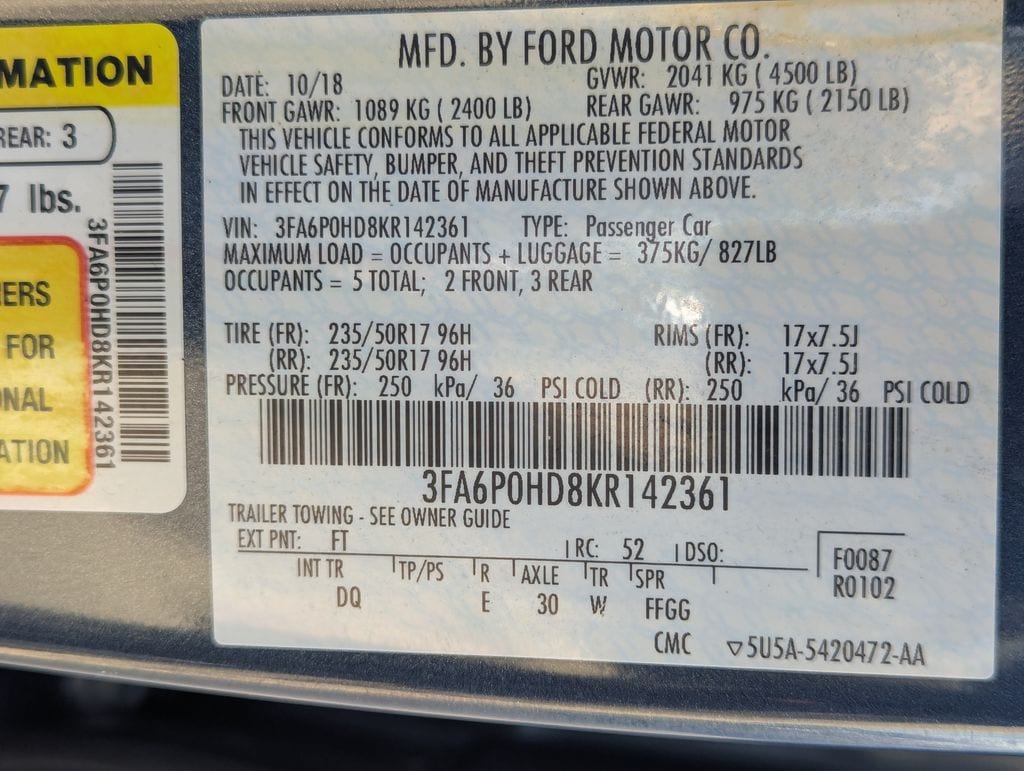 MATION
REAR: 3
7 lbs.
3FA6P0HD8KR142361
FOR
MFD. BY FORD MOTOR CO.
DATE: 10/18 GVWR: 2041 KG ( 4500 LB)
FRONT GAWR: 1089 KG ( 2400 LB) REAR GAWR: 975 KG ( 2150 LB)
THIS VEHICLE CONFORMS TO ALL APPLICABLE FEDERAL MOTOR
VEHICLE SAFETY, BUMPER, AND THEFT PREVENTION STANDARDS
IN EFFECT ON THE DATE OF MANUFACTURE SHOWN ABOVE.
VIN: 3FA6P0HD8KR142361 TYPE: Passenger Car
MAXIMUM LOAD = OCCUPANTS + LUGGAGE = 375KG/ 827LB
OCCUPANTS = 5 TOTAL; 2 FRONT, 3 REAR
TIRE (FR): 235/50R17 96H RIMS (FR): 17x7.5J
(RR): 235/50R17 96H (RR): 17x7.5J
PRESSURE (FR): 250 kPa/ 36 PSI COLD (RR): 250 kPa/ 36 PSI COLD
3FA6P0HD8KR142361
TRAILER TOWING - SEE OWNER GUIDE
EXT PNT: FT RC: 52 DSO:
INT TR TP/PS R AXLE TR SPR
DQ E 30 W FFGG
F0087
R0102
CMC ▽5U5A-5420472-AA